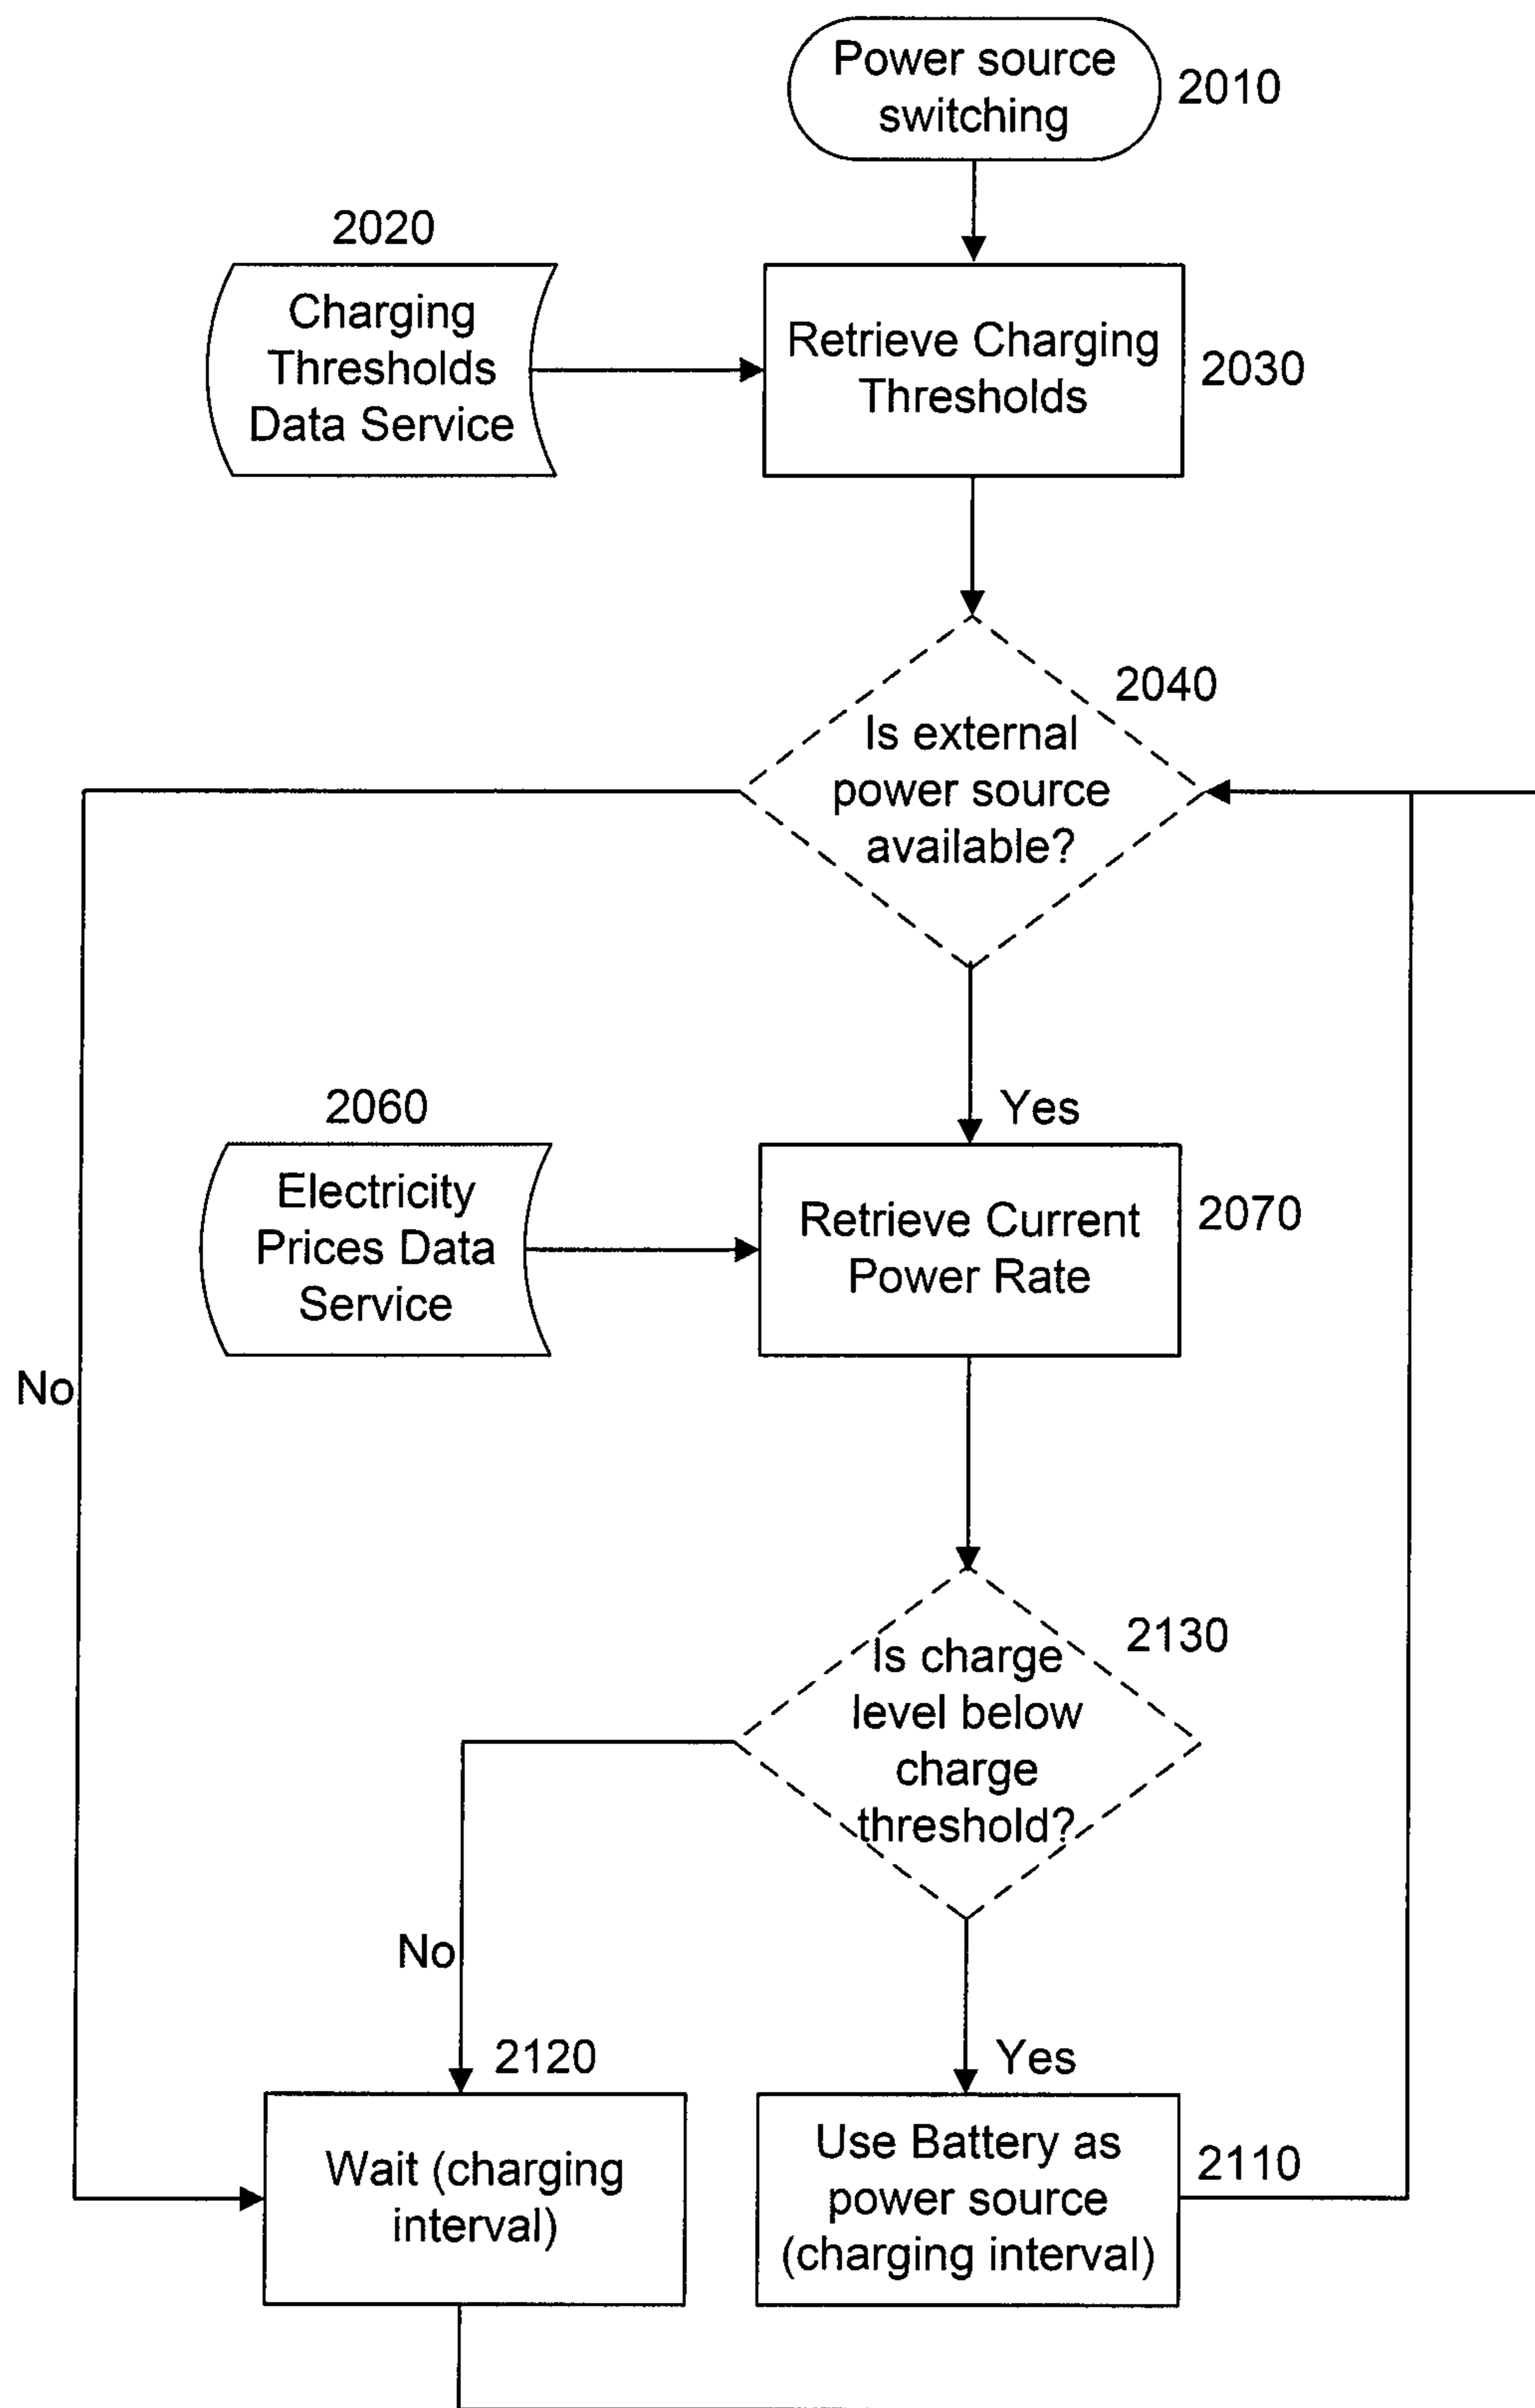 Power source
switching
2010
2020
Charging
Thresholds
Data Service
Retrieve Charging
Thresholds
2030
2040
Is external
power source
available?
Yes
2060
Electricity
Prices Data
Service
Retrieve Current
Power Rate
2070
No
2130
Is charge
level below
charge
threshold?
No
2120
Yes
Wait (charging
interval)
Use Battery as
power source
(charging interval)
2110